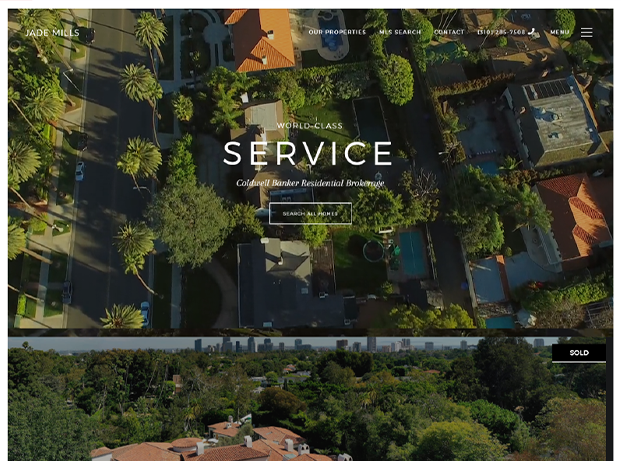 JADE MILLS
OUR PROPERTIES
MLS SEARCH
CONTACT
(310) 285-7508
MENU
WORLD-CLASS
SERVICE
Coldwell Banker Residential Brokerage
SEARCH ALL HOMES
SOLD